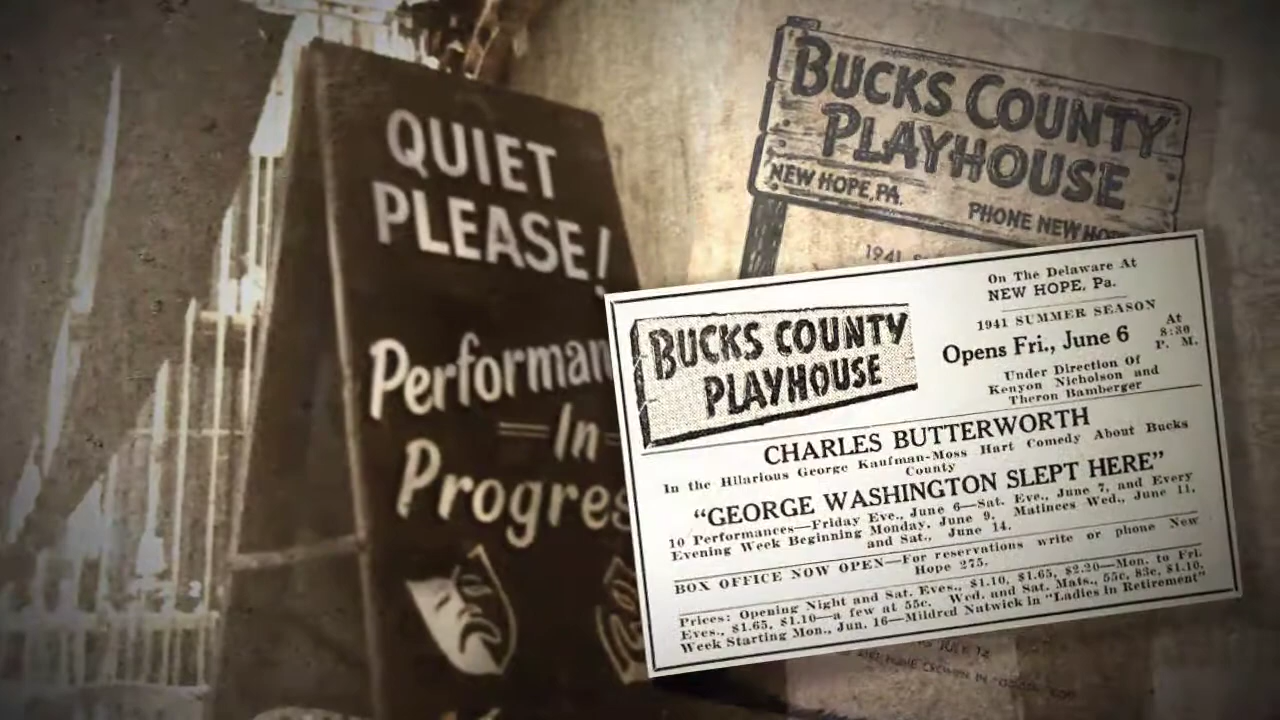 QUIET
PLEASE!
Performan
In
Progres
BUCKS COUNTY
PLAYHOUSE
NEW HOPE, PA.
PHONE NEW HO
1941 S
BUCKS COUNTY
PLAYHOUSE
On The Delaware At
NEW HOPE, Pa.
1941 SUMMER SEASON
Opens Fri., June 6
At
8:30
P. M.
Under Direction Of
Kenyon Nicholson and
Theron Bamberger
CHARLES BUTTERWORTH
In the Hilarious George Kaufman-Moss Hart Comedy About Bucks
County
"GEORGE WASHINGTON SLEPT HERE"
10 Performances—Friday Eve., June 6—Sat. Eve., June 7, and Every
Evening Week Beginning Monday, June 9. Matinees Wed., June 11,
and Sat., June 14.
BOX OFFICE NOW OPEN—For reservations write or phone New
Hope 275.
Prices: Opening Night and Sat. Eves., $1.10, $1.65, $2.20—Mon. to Fri.
Eves., $1.65, $1.10—a few at 55c. Wed. and Sat. Mats., 55c, 83c, $1.10.
Week Starting Mon., Jun. 16—Mildred Natwick in "Ladies in Retirement"
JULY 14